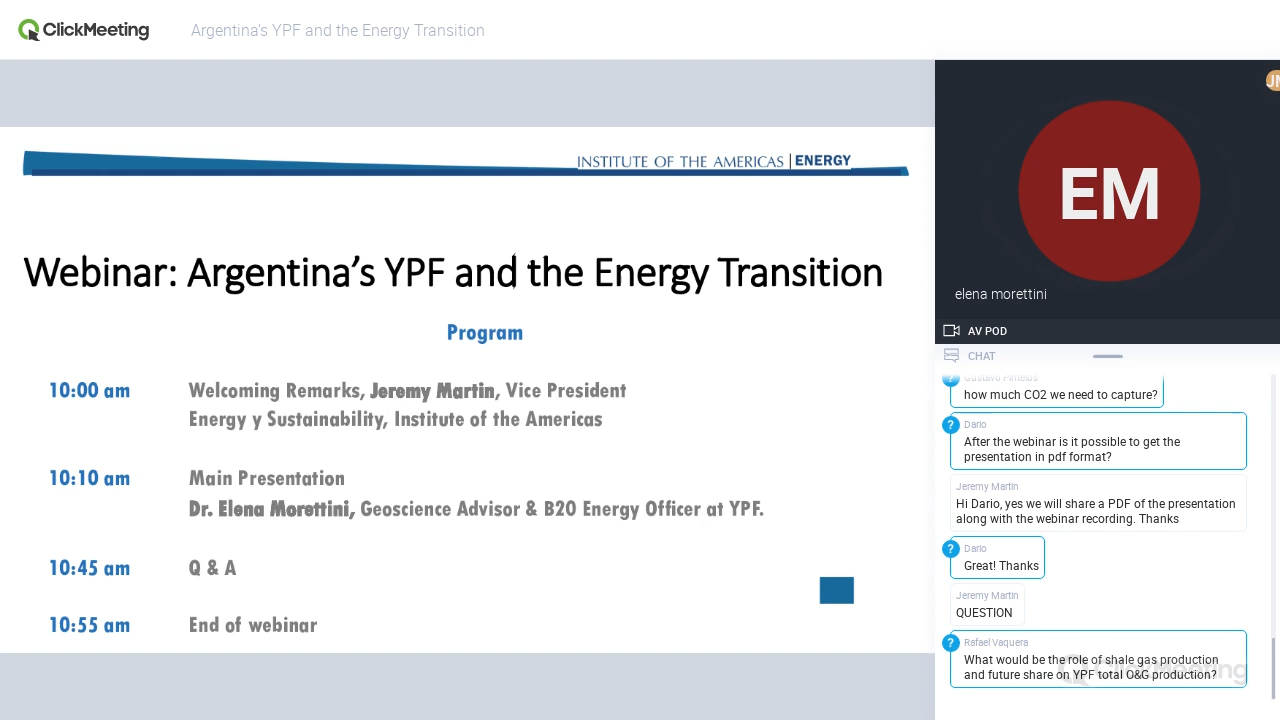 ClickMeeting
Argentina's YPF and the Energy Transition
INSTITUTE OF THE AMERICAS | ENERGY
Webinar: Argentina's YPF and the Energy Transition
Program
10:00 am Welcoming Remarks, Jeremy Martin, Vice President
Energy y Sustainability, Institute of the Americas
10:10 am Main Presentation
Dr. Elena Morettini, Geoscience Advisor & B20 Energy Officer at YPF.
10:45 am Q & A
10:55 am End of webinar
JM
EM
elena morettini
AV POD
CHAT
how much CO2 we need to capture?
? Dario
After the webinar is it possible to get the
presentation in pdf format?
Jeremy Martin
Hi Dario, yes we will share a PDF of the presentation
along with the webinar recording. Thanks
? Dario
Great! Thanks
Jeremy Martin
QUESTION
? Rafael Vaquera
What would be the role of shale gas production
and future share on YPF total O&G production?
ClickMeeting